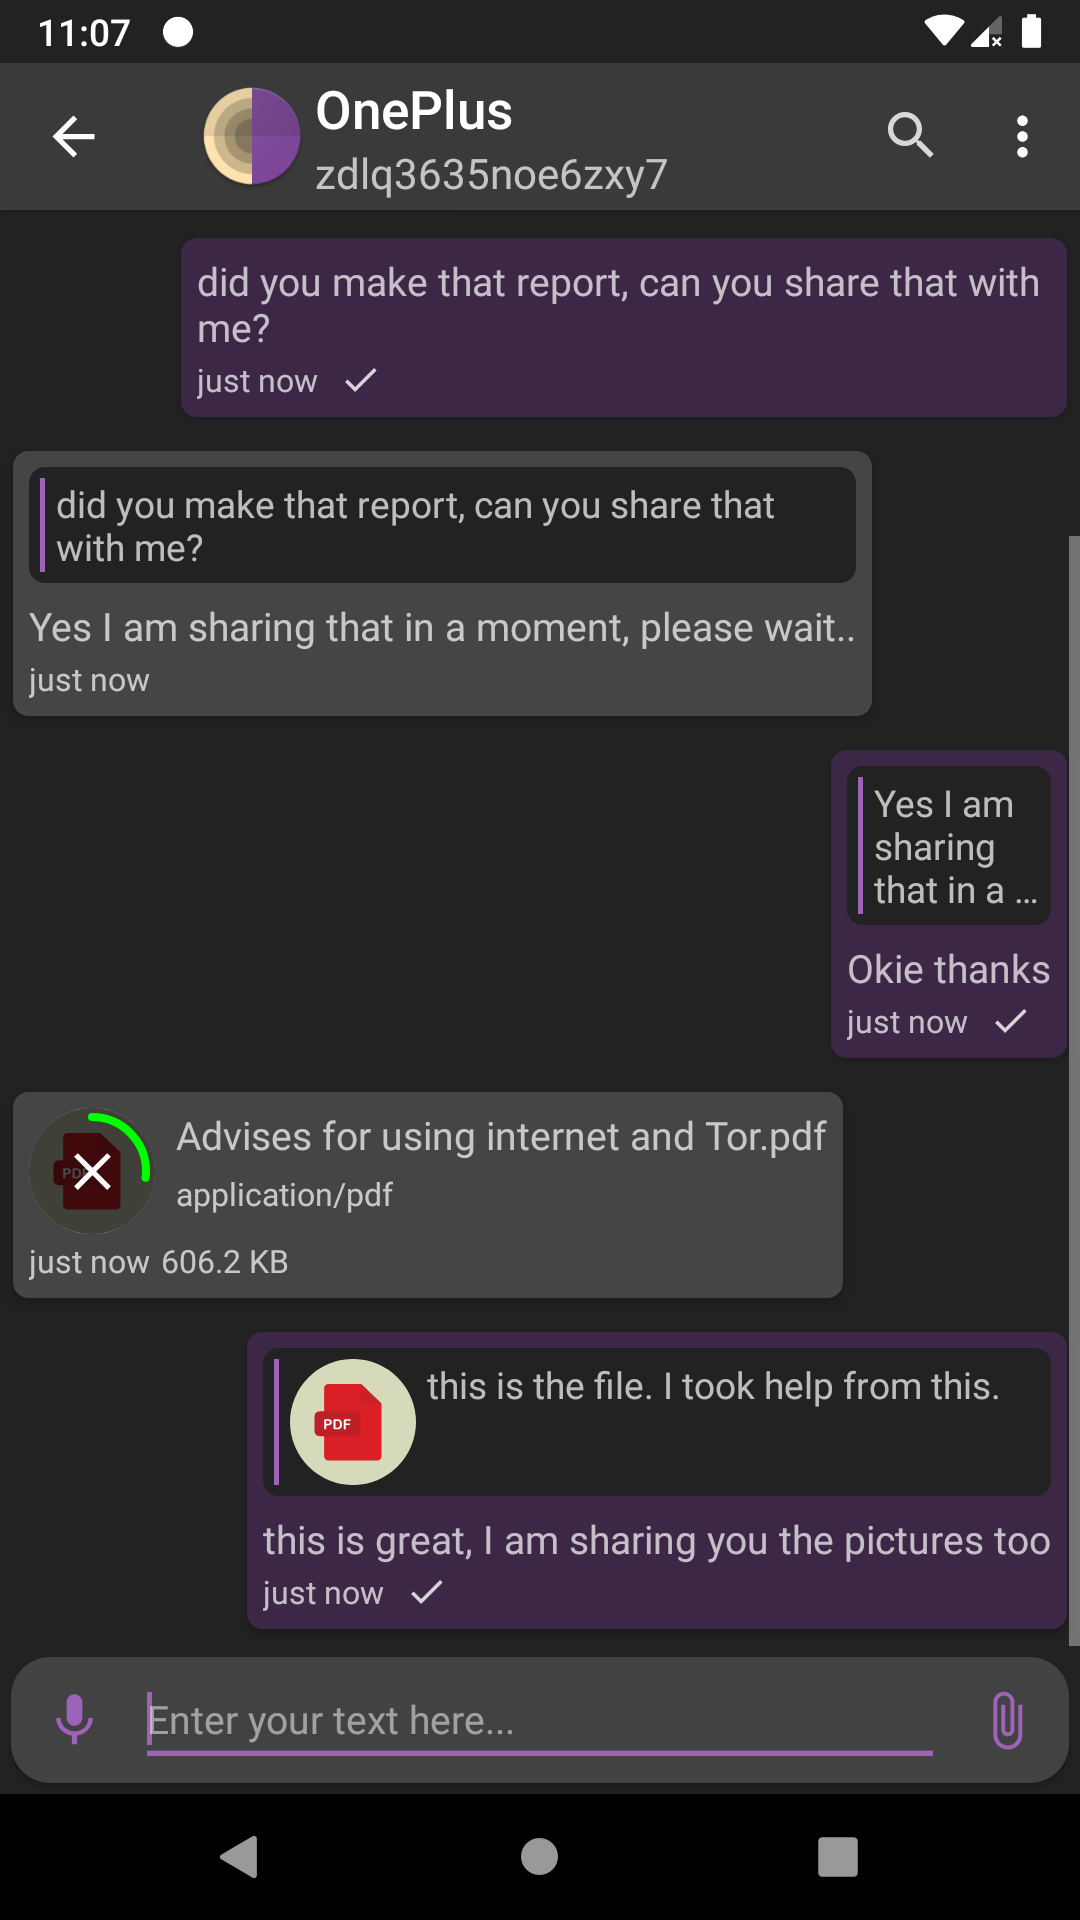 11:07
OnePlus
zdlq3635noe6zxy7
did you make that report, can you share that with
me?
just now
did you make that report, can you share that
with me?
Yes I am sharing that in a moment, please wait..
just now
Yes I am
sharing
that in a ...
Okie thanks
just now
PDF
Advises for using internet and Tor.pdf
application/pdf
just now 606.2 KB
PDF
this is the file. I took help from this.
this is great, I am sharing you the pictures too
just now
Enter your text here...